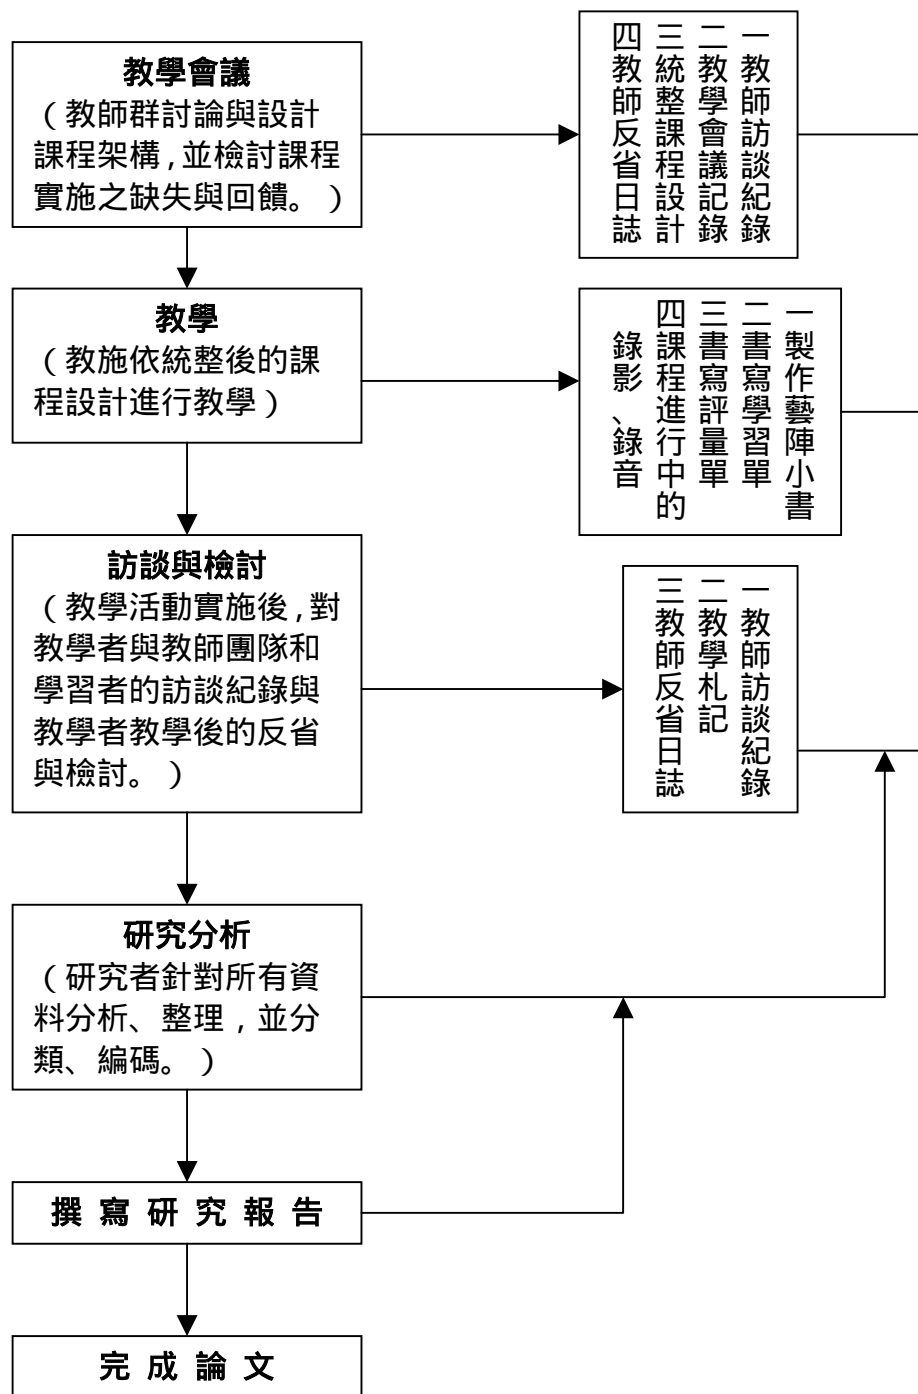 教學會議
（教師群討論與設計
課程架構,並檢討課程
實施之缺失與回饋。）
一教師訪談紀錄
二教學會議記錄
三統整課程設計
四教師反省日誌
教學
（教施依統整後的課
程設計進行教學）
一製作藝陣小書
二書寫學習單
三書寫評量單
四課程進行中的
錄影、錄音
訪談與檢討
（教學活動實施後,對
教學者與教師團隊和
學習者的訪談紀錄與
教學者教學後的反省
與檢討。）
一教師訪談紀錄
二教學札記
三教師反省日誌
研究分析
（研究者針對所有資
料分析、整理,並分
類、編碼。）
撰寫研究報告
完成論文